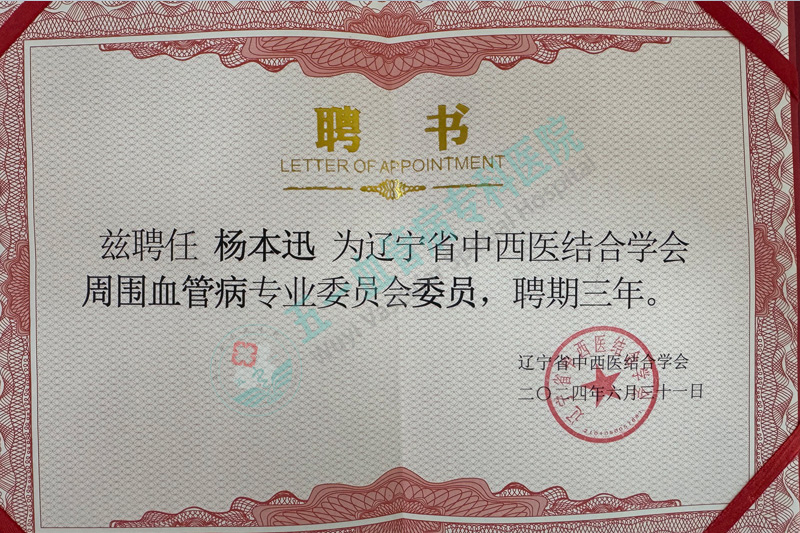 聘 书
LETTER OF APPOINTMENT
兹聘任 杨本迅 为辽宁省中西医结合学会
周围血管病专业委员会委员，聘期三年。
辽宁省中西医结合学会
二〇二四年六月三十一日